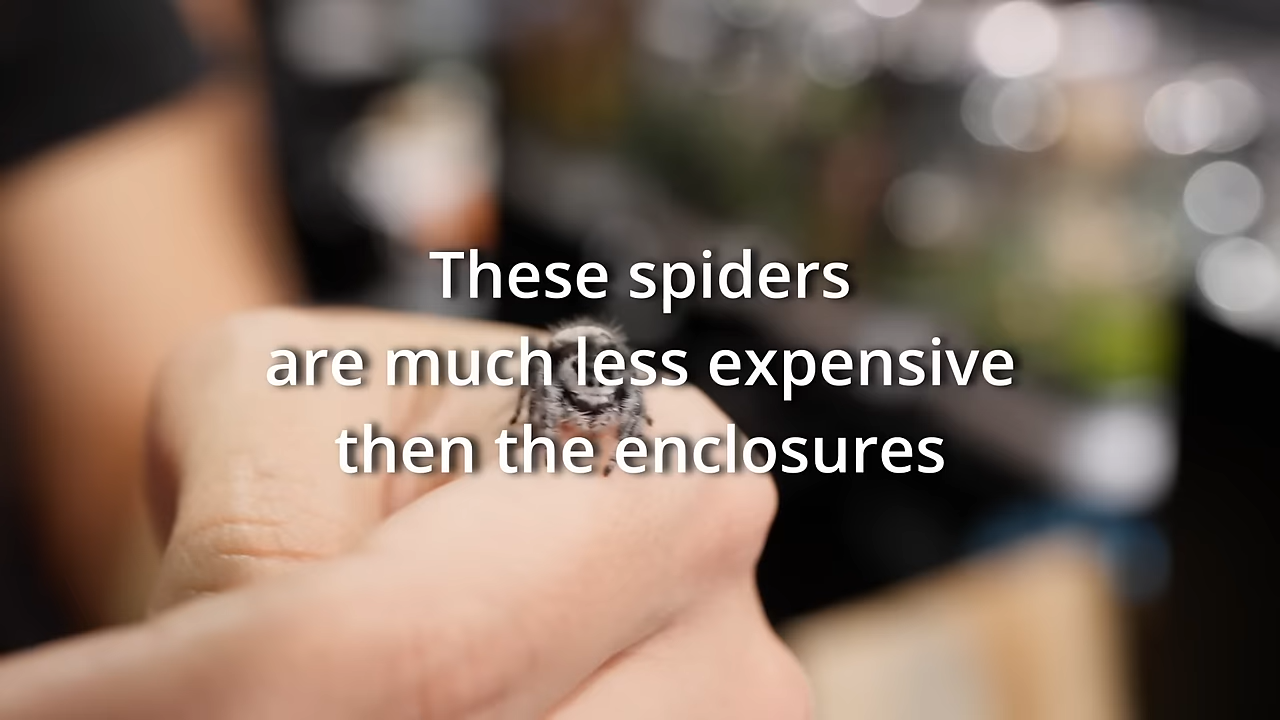 These spiders
are much less expensive
then the enclosures